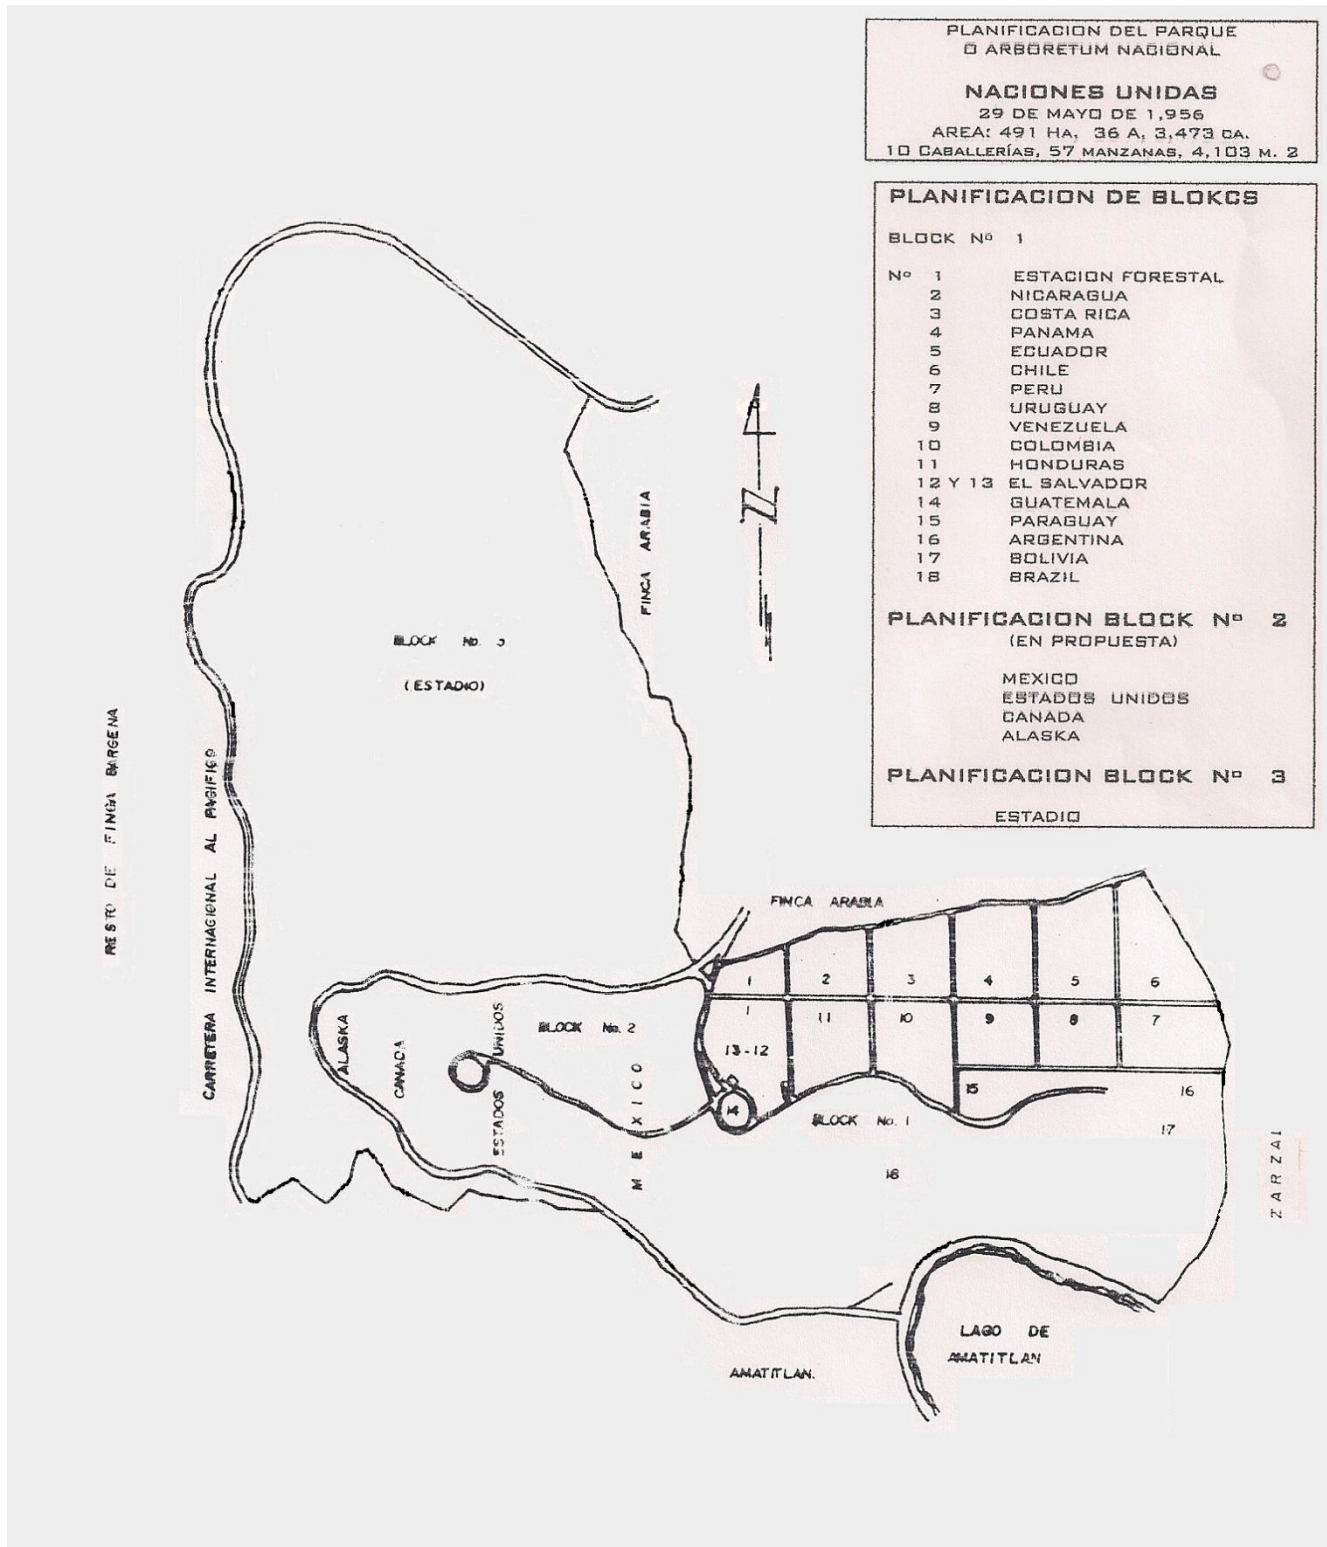 PLANIFICACION DEL PARQUE
O ARBORETUM NACIONAL
NACIONES UNIDAS
29 DE MAYO DE 1,956
AREA: 491 HA, 36 A, 3,473 CA.
10 CABALLERÍAS, 57 MANZANAS, 4,103 M. 2
PLANIFICACION DE BLOKCS
BLOCK Nº 1
Nº 1 ESTACION FORESTAL
2 NICARAGUA
3 COSTA RICA
4 PANAMA
5 ECUADOR
6 CHILE
7 PERU
8 URUGUAY
9 VENEZUELA
10 COLOMBIA
11 HONDURAS
12 Y 13 EL SALVADOR
14 GUATEMALA
15 PARAGUAY
16 ARGENTINA
17 BOLIVIA
18 BRAZIL
PLANIFICACION BLOCK Nº 2
(EN PROPUESTA)
MEXICO
ESTADOS UNIDOS
CANADA
ALASKA
PLANIFICACION BLOCK Nº 3
ESTADIO
N
FINCA ARABIA
BLOCK No. 3
(ESTADIO)
RESTO DE FINCA BARCENA
CARRETERA INTERNACIONAL AL PACIFICO
FINCA ARABIA
1
2
3
4
5
6
1
11
10
9
8
7
13-12
14
15
16
17
18
BLOCK No. 1
BLOCK No. 2
ALASKA
CANADA
ESTADOS UNIDOS
MEXICO
ZARZAL
LAGO DE
AMATITLAN
AMATITLAN.